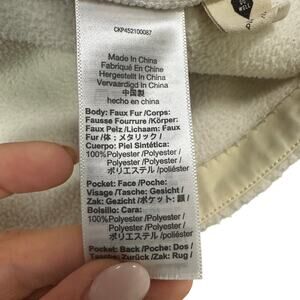 CKP452100087
Made In China
Fabriqué En Chine
Hergestellt In China
Vervaardigd In China
中国製
hecho en china
Body: Faux Fur /Corps:
Fausse Fourrure /Körper:
Faux Pelz /Lichaam: Faux
Fur /体：メタリック /
Cuerpo: Piel Sintética:
100%Polyester /Polyester /
Polyester /Polyester /
ポリエステル /poliéster
Pocket: Face /Poche:
Visage /Tasche: Gesicht /
Zak: Gezicht /ポケット: 顔 /
Bolsillo: Cara:
100%Polyester /Polyester /
Polyester /Polyester /
ポリエステル /poliéster
Pocket: Back /Poche: Dos /
Tasche: Zurück /Zak: Rug /